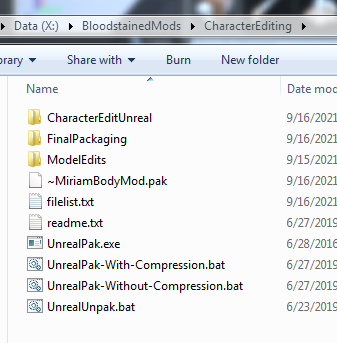 Data (X:) BloodstainedMods CharacterEditing
brary Share with Burn New folder
Name Date mod
CharacterEditUnreal 9/16/2021
FinalPackaging 9/16/2021
ModelEdits 9/15/2021
~MiriamBodyMod.pak 9/16/2021
filelist.txt 9/16/2021
readme.txt 6/27/2019
UnrealPak.exe 6/28/2016
UnrealPak-With-Compression.bat 6/27/2019
UnrealPak-Without-Compression.bat 6/27/2019
UnrealUnpak.bat 6/23/2019